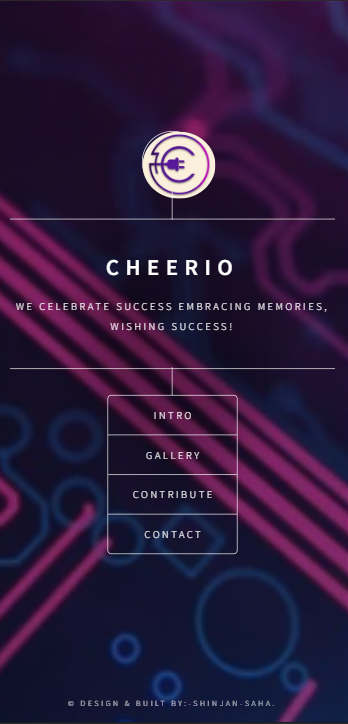 CHEERIO
WE CELEBRATE SUCCESS EMBRACING MEMORIES,
WISHING SUCCESS!
INTRO
GALLERY
CONTRIBUTE
CONTACT
© DESIGN & BUILT BY:-SHINJAN-SAHA.